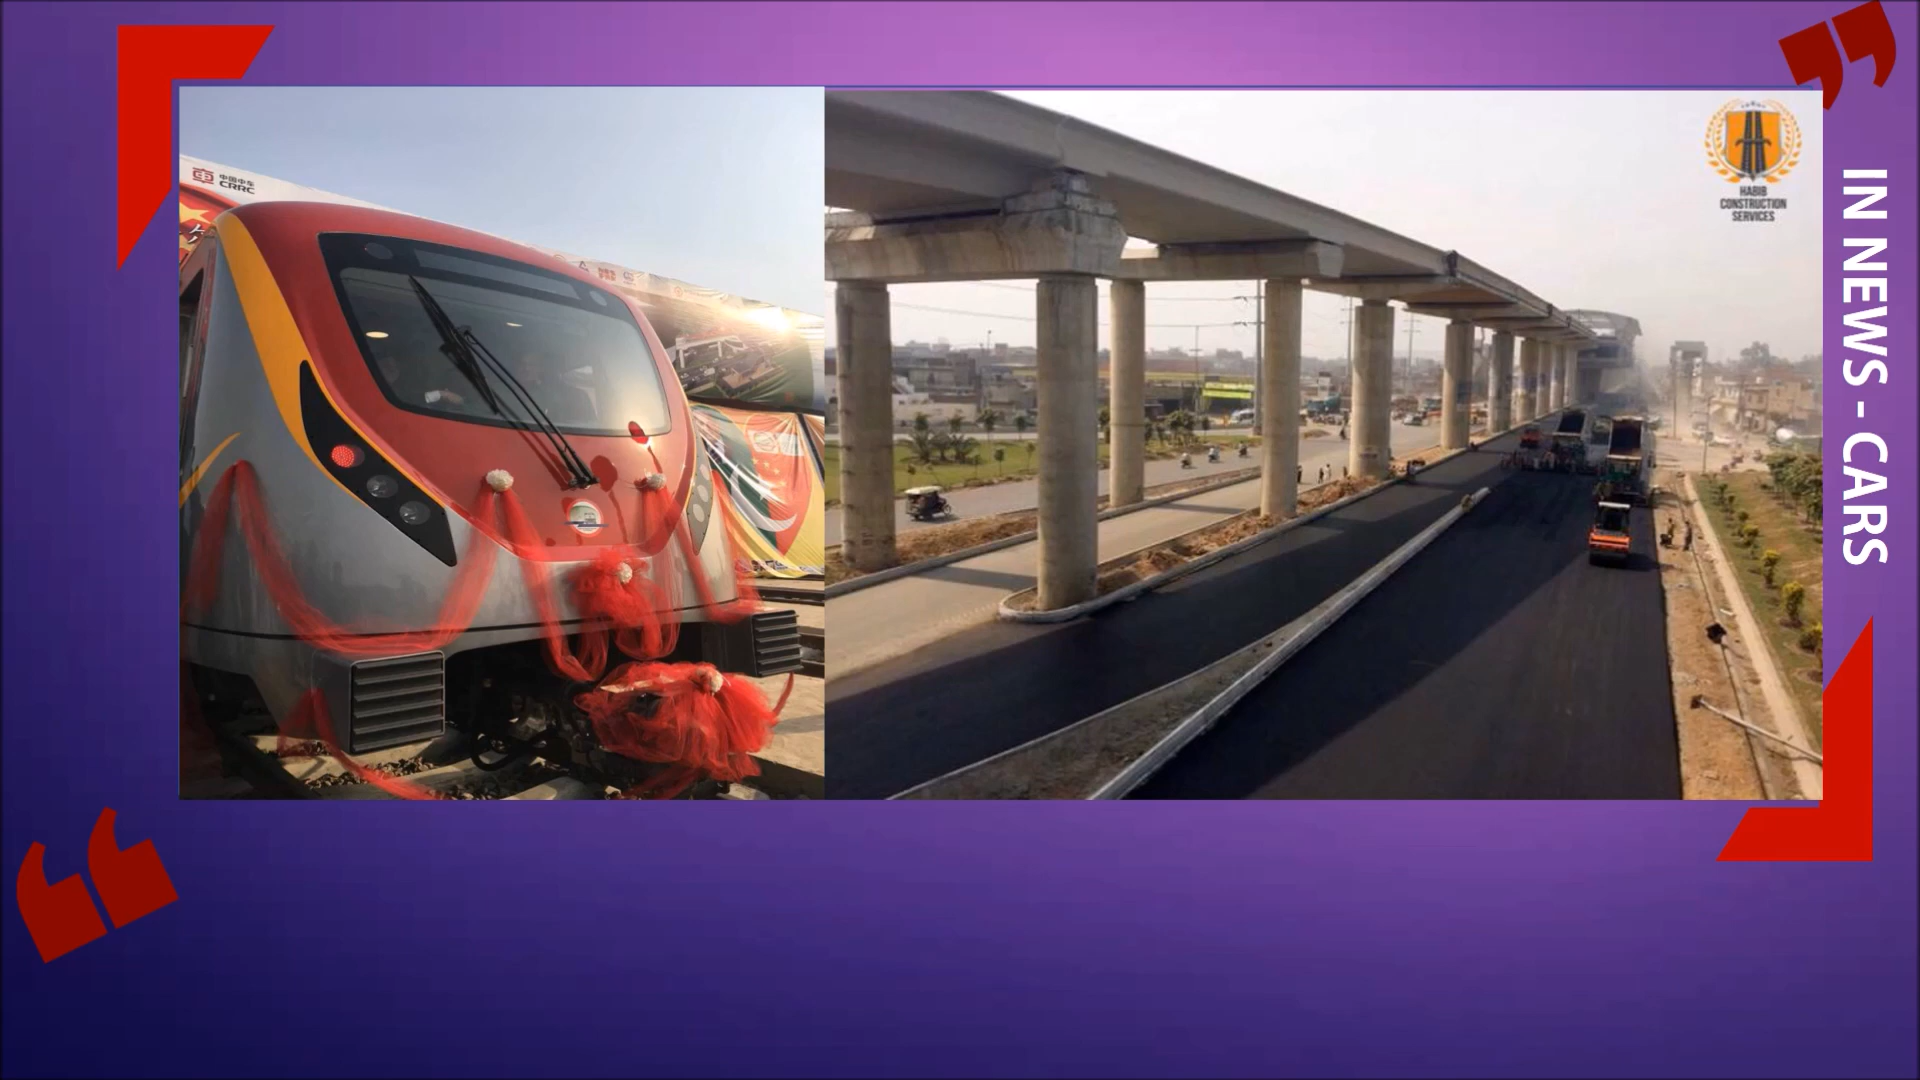 中国中车
CRRC
HABIB
CONSTRUCTION
SERVICES
IN NEWS - CARS